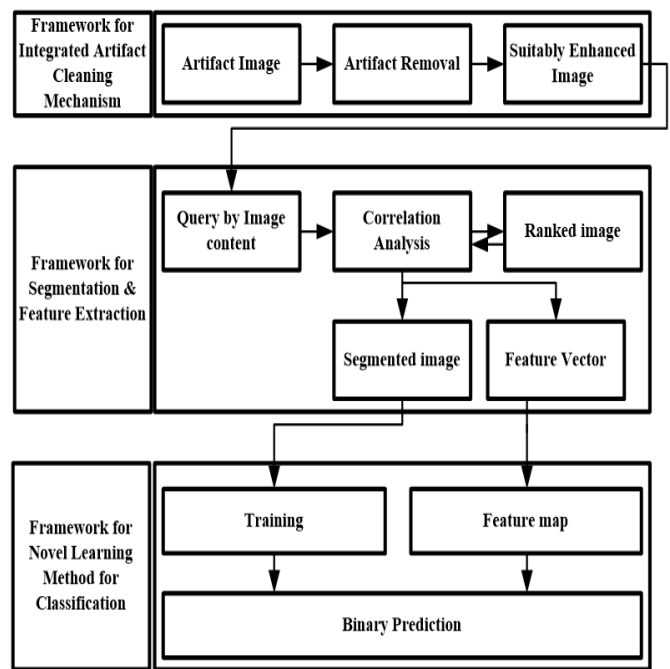 Framework for
Integrated Artifact
Cleaning
Mechanism
Artifact Image
Artifact Removal
Suitably Enhanced
Image
Framework for
Segmentation &
Feature Extraction
Query by Image
content
Correlation
Analysis
Ranked image
Segmented image
Feature Vector
Framework for
Novel Learning
Method for
Classification
Training
Feature map
Binary Prediction